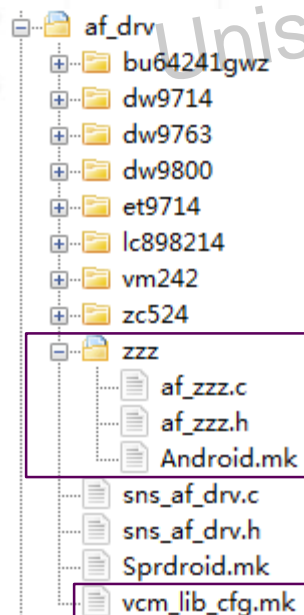 af_drv
Unis
bu64241gwz
dw9714
dw9763
dw9800
et9714
lc898214
vm242
zc524
zzz
af_zzz.c
af_zzz.h
Android.mk
sns_af_drv.c
sns_af_drv.h
Sprdroid.mk
vcm_lib_cfg.mk